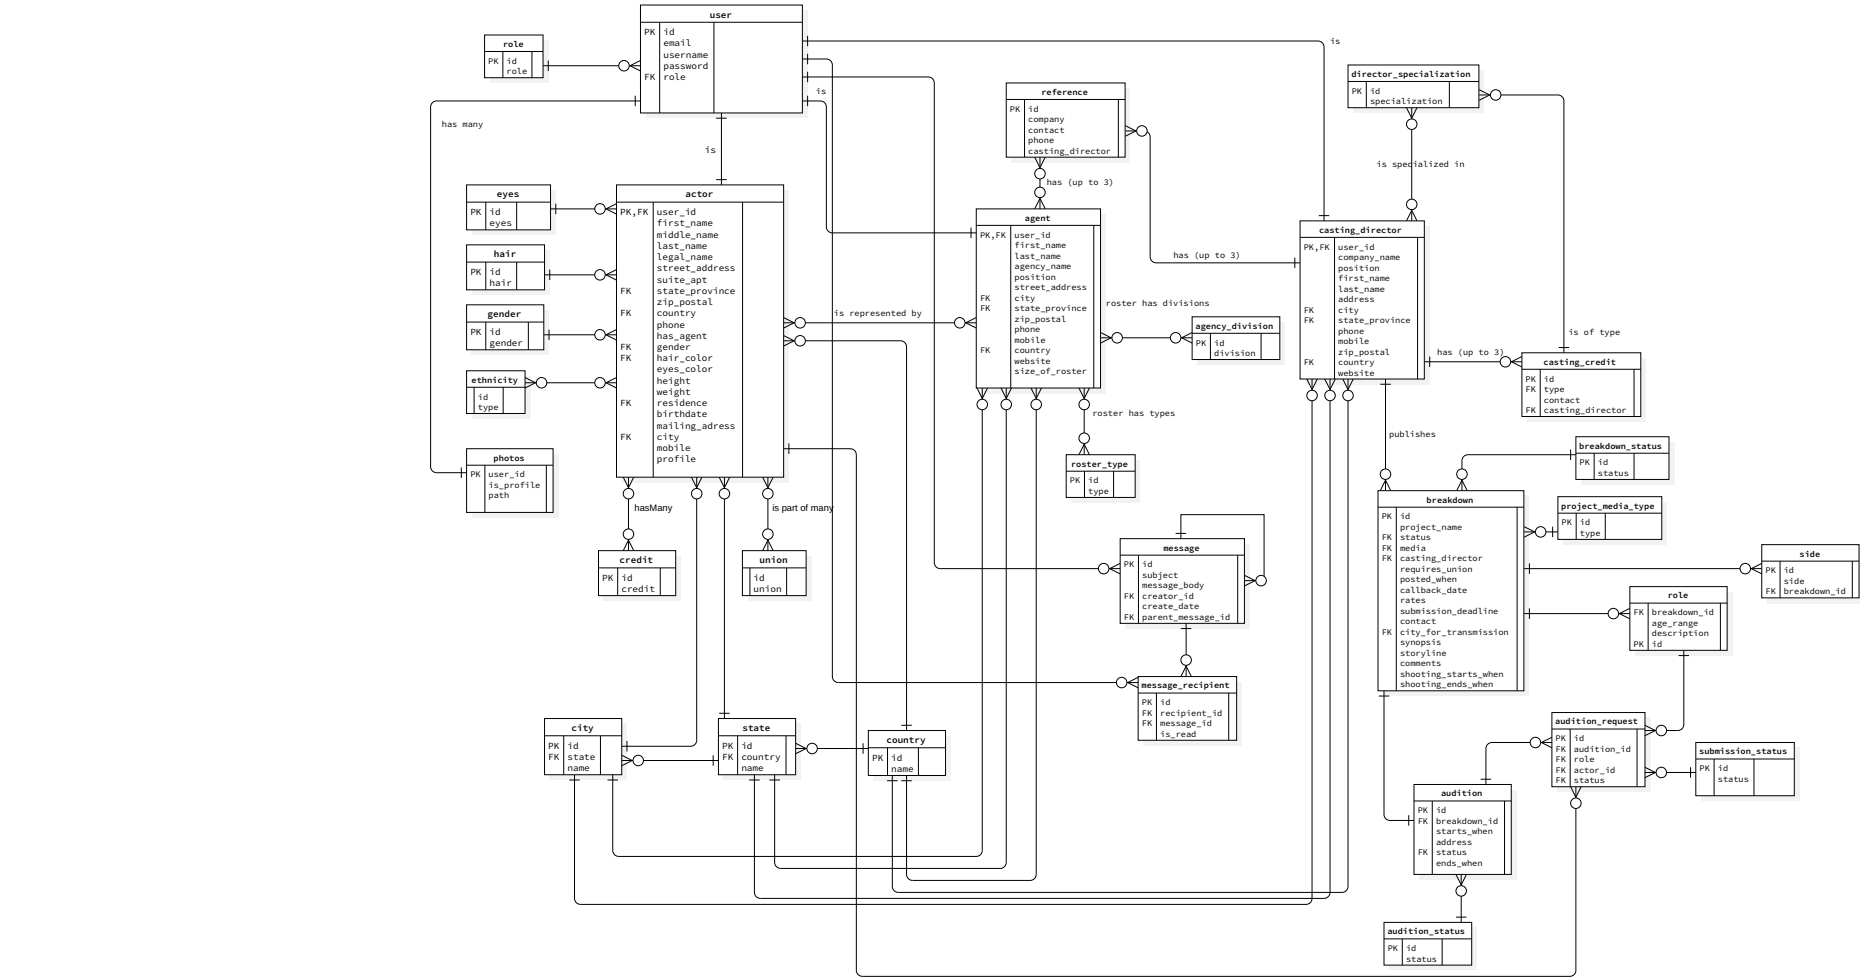 user
PK id
email
username
password
FK role
role
PK id
role
is
is
has many
is
reference
PK id
company
contact
phone
casting_director
has (up to 3)
director_specialization
PK id
specialization
is specialized in
eyes
PK id
eyes
hair
PK id
hair
gender
PK id
gender
ethnicity
id
type
photos
PK user_id
is_profile
path
actor
PK,FK user_id
first_name
middle_name
last_name
legal_name
street_address
suite_apt
FK state_province
zip_postal
FK country
phone
has_agent
FK gender
FK hair_color
eyes_color
height
weight
FK residence
birthdate
mailing_adress
FK city
mobile
profile
is represented by
agent
PK,FK user_id
first_name
last_name
agency_name
position
street_address
FK city
FK state_province
zip_postal
phone
mobile
FK country
website
size_of_roster
has (up to 3)
roster has divisions
agency_division
PK id
division
roster has types
roster_type
PK id
type
casting_director
PK,FK user_id
company_name
position
first_name
last_name
address
FK city
FK state_province
phone
mobile
zip_postal
FK country
website
has (up to 3)
is of type
casting_credit
PK id
FK type
contact
FK casting_director
publishes
breakdown_status
PK id
status
hasMany
is part of many
credit
PK id
credit
union
id
union
message
PK id
subject
message_body
FK creator_id
create_date
FK parent_message_id
message_recipient
PK id
FK recipient_id
FK message_id
is_read
breakdown
PK id
project_name
FK status
FK media
FK casting_director
requires_union
posted_when
callback_date
rates
submission_deadline
contact
FK city_for_transmission
synopsis
storyline
comments
shooting_starts_when
shooting_ends_when
project_media_type
PK id
type
side
PK id
side
FK breakdown_id
role
FK breakdown_id
age_range
description
PK id
city
PK id
FK state
name
state
PK id
FK country
name
country
PK id
name
audition_request
PK id
FK audition_id
FK role
FK actor_id
FK status
submission_status
PK id
status
audition
PK id
FK breakdown_id
starts_when
address
FK status
ends_when
audition_status
PK id
status